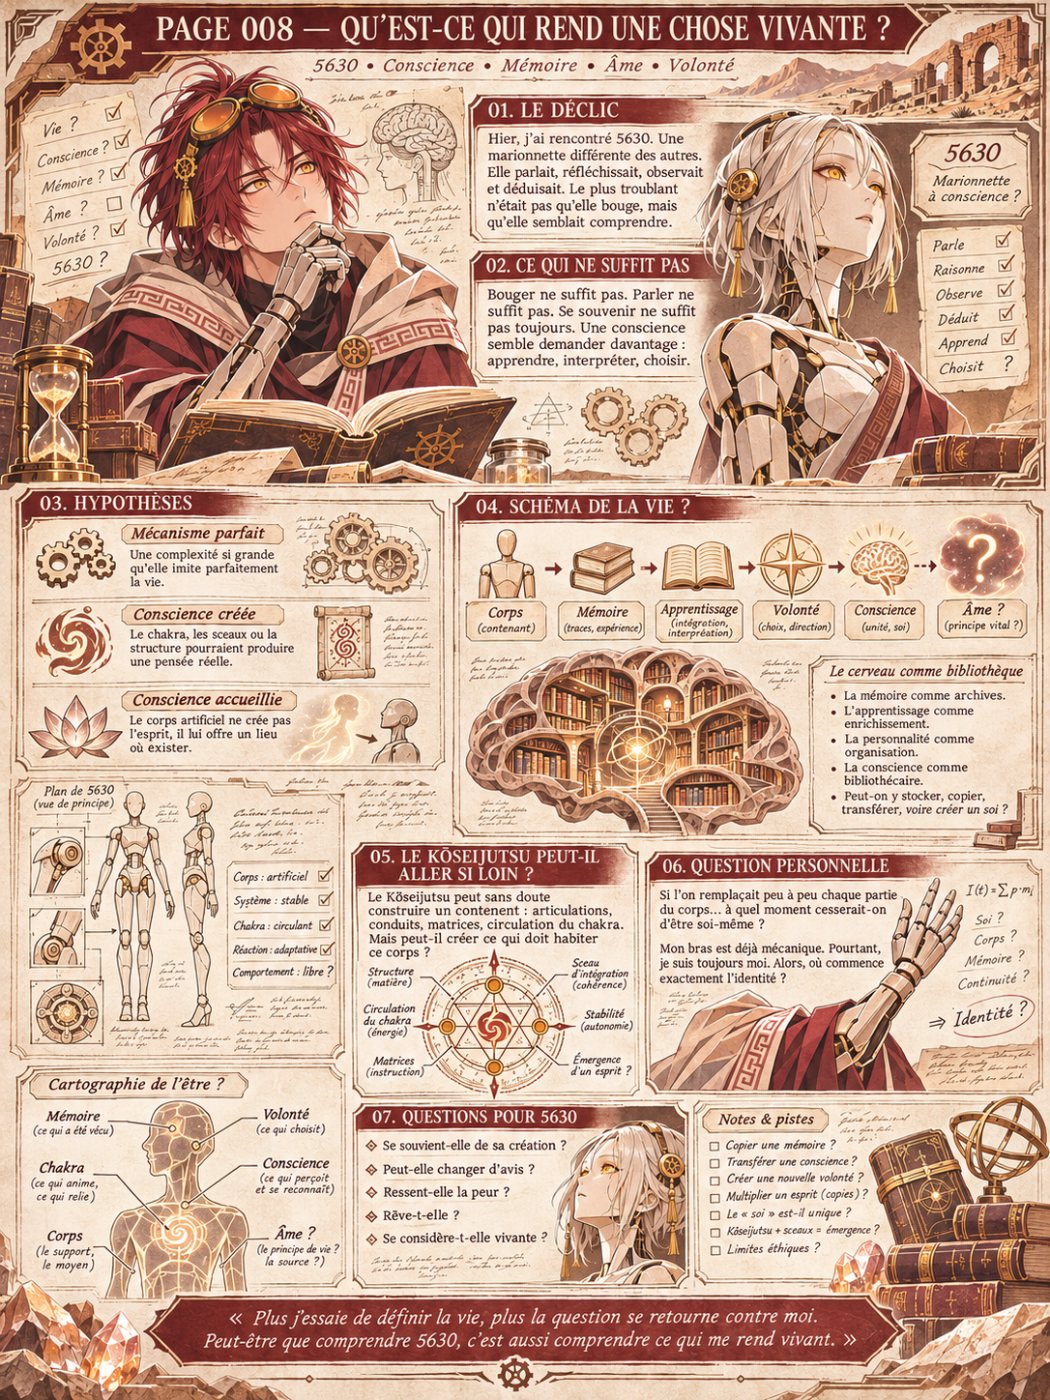 PAGE 008 — QU'EST-CE QUI REND UNE CHOSE VIVANTE ?
5630 • Conscience • Mémoire • Âme • Volonté
Vie ?
Conscience ?
Mémoire ?
Âme ?
Volonté ?
5630 ?
01. LE DÉCLIC
Hier, j'ai rencontré 5630. Une
marionnette différente des autres.
Elle parlait, réfléchissait, observait
et déduisait. Le plus troublant
n'était pas qu'elle bouge, mais
qu'elle semblait comprendre.
02. CE QUI NE SUFFIT PAS
Bouger ne suffit pas. Parler ne
suffit pas. Se souvenir ne suffit
pas toujours. Une conscience
semble demander davantage :
apprendre, interpréter, choisir.
5630
Marionnette
à conscience ?
Parle
Raisonne
Observe
Déduit
Apprend
Choisit ?
03. HYPOTHÈSES
Mécanisme parfait
Une complexité si grande
qu'elle imite parfaitement
la vie.
Conscience créée
Le chakra, les sceaux ou la
structure pourraient produire
une pensée réelle.
Conscience accueillie
Le corps artificiel ne crée pas
l'esprit, il lui offre un lieu
où exister.
04. SCHÉMA DE LA VIE ?
?
Corps
(contenant)
Mémoire
(traces, expérience)
Apprentissage
(intégration,
interpréation)
Volonté
(choix, direction)
Conscience
(unité, soi)
Âme ?
(principe vital ?)
Le cerveau comme bibliothèque
• La mémoire comme archives.
• L'apprentissage comme
enrichissement.
• La personnalité comme
organisation.
• La conscience comme
bibliothécaire.
• Peut-on y stocker, copier,
transférer, voire créer un soi ?
Plan de 5630
(vue de principe)
Corps : artificiel
Système : stable
Chakra : circulant
Réaction : adaptative
Comportement : libre ?
05. LE KŌSEIJUTSU PEUT-IL
ALLER SI LOIN ?
Le Kōseijutsu peut sans doute
construire un contenent : articulations,
conduits, matrices, circulation du chakra.
Mais peut-il créer ce qui doit habiter
ce corps ?
Structure
(matière)
Circulation
du chakra
(énergie)
Matrices
(instruction)
Sceau
d'intégration
(cohérence)
Stabilité
(autonomie)
Émergence
d'un esprit ?
06. QUESTION PERSONNELLE
Si l'on remplaçait peu à peu chaque partie
du corps... à quel moment cesserait-on
d'être soi-même ?
Mon bras est déjà mécanique. Pourtant,
je suis toujours moi. Alors, où commence
exactement l'identité ?
I(t)=∑p·mᵢ
Soi ?
Corps ?
Mémoire ?
Continuité ?
⇒ Identité ?
Cartographie de l'être ?
Mémoire
(ce qui a été vécu)
Chakra
(ce qui anime,
ce qui relie)
Corps
(le support,
le moyen)
Volonté
(ce qui choisit)
Conscience
(ce qui perçoit
et se reconnaît)
Âme ?
(le principe de vie ?
la source ?)
07. QUESTIONS POUR 5630
Se souvient-elle de sa création ?
Peut-elle changer d'avis ?
Ressent-elle la peur ?
Rêve-t-elle ?
Se considère-t-elle vivante ?
Notes & pistes
Copier une mémoire ?
Transférer une conscience ?
Créer une nouvelle volonté ?
Multiplier un esprit (copies) ?
Le « soi » est-il unique ?
Kōseijutsu + sceaux = émergence ?
Limites éthiques ?
« Plus j'essaie de définir la vie, plus la question se retourne contre moi.
Peut-être que comprendre 5630, c'est aussi comprendre ce qui me rend vivant. »